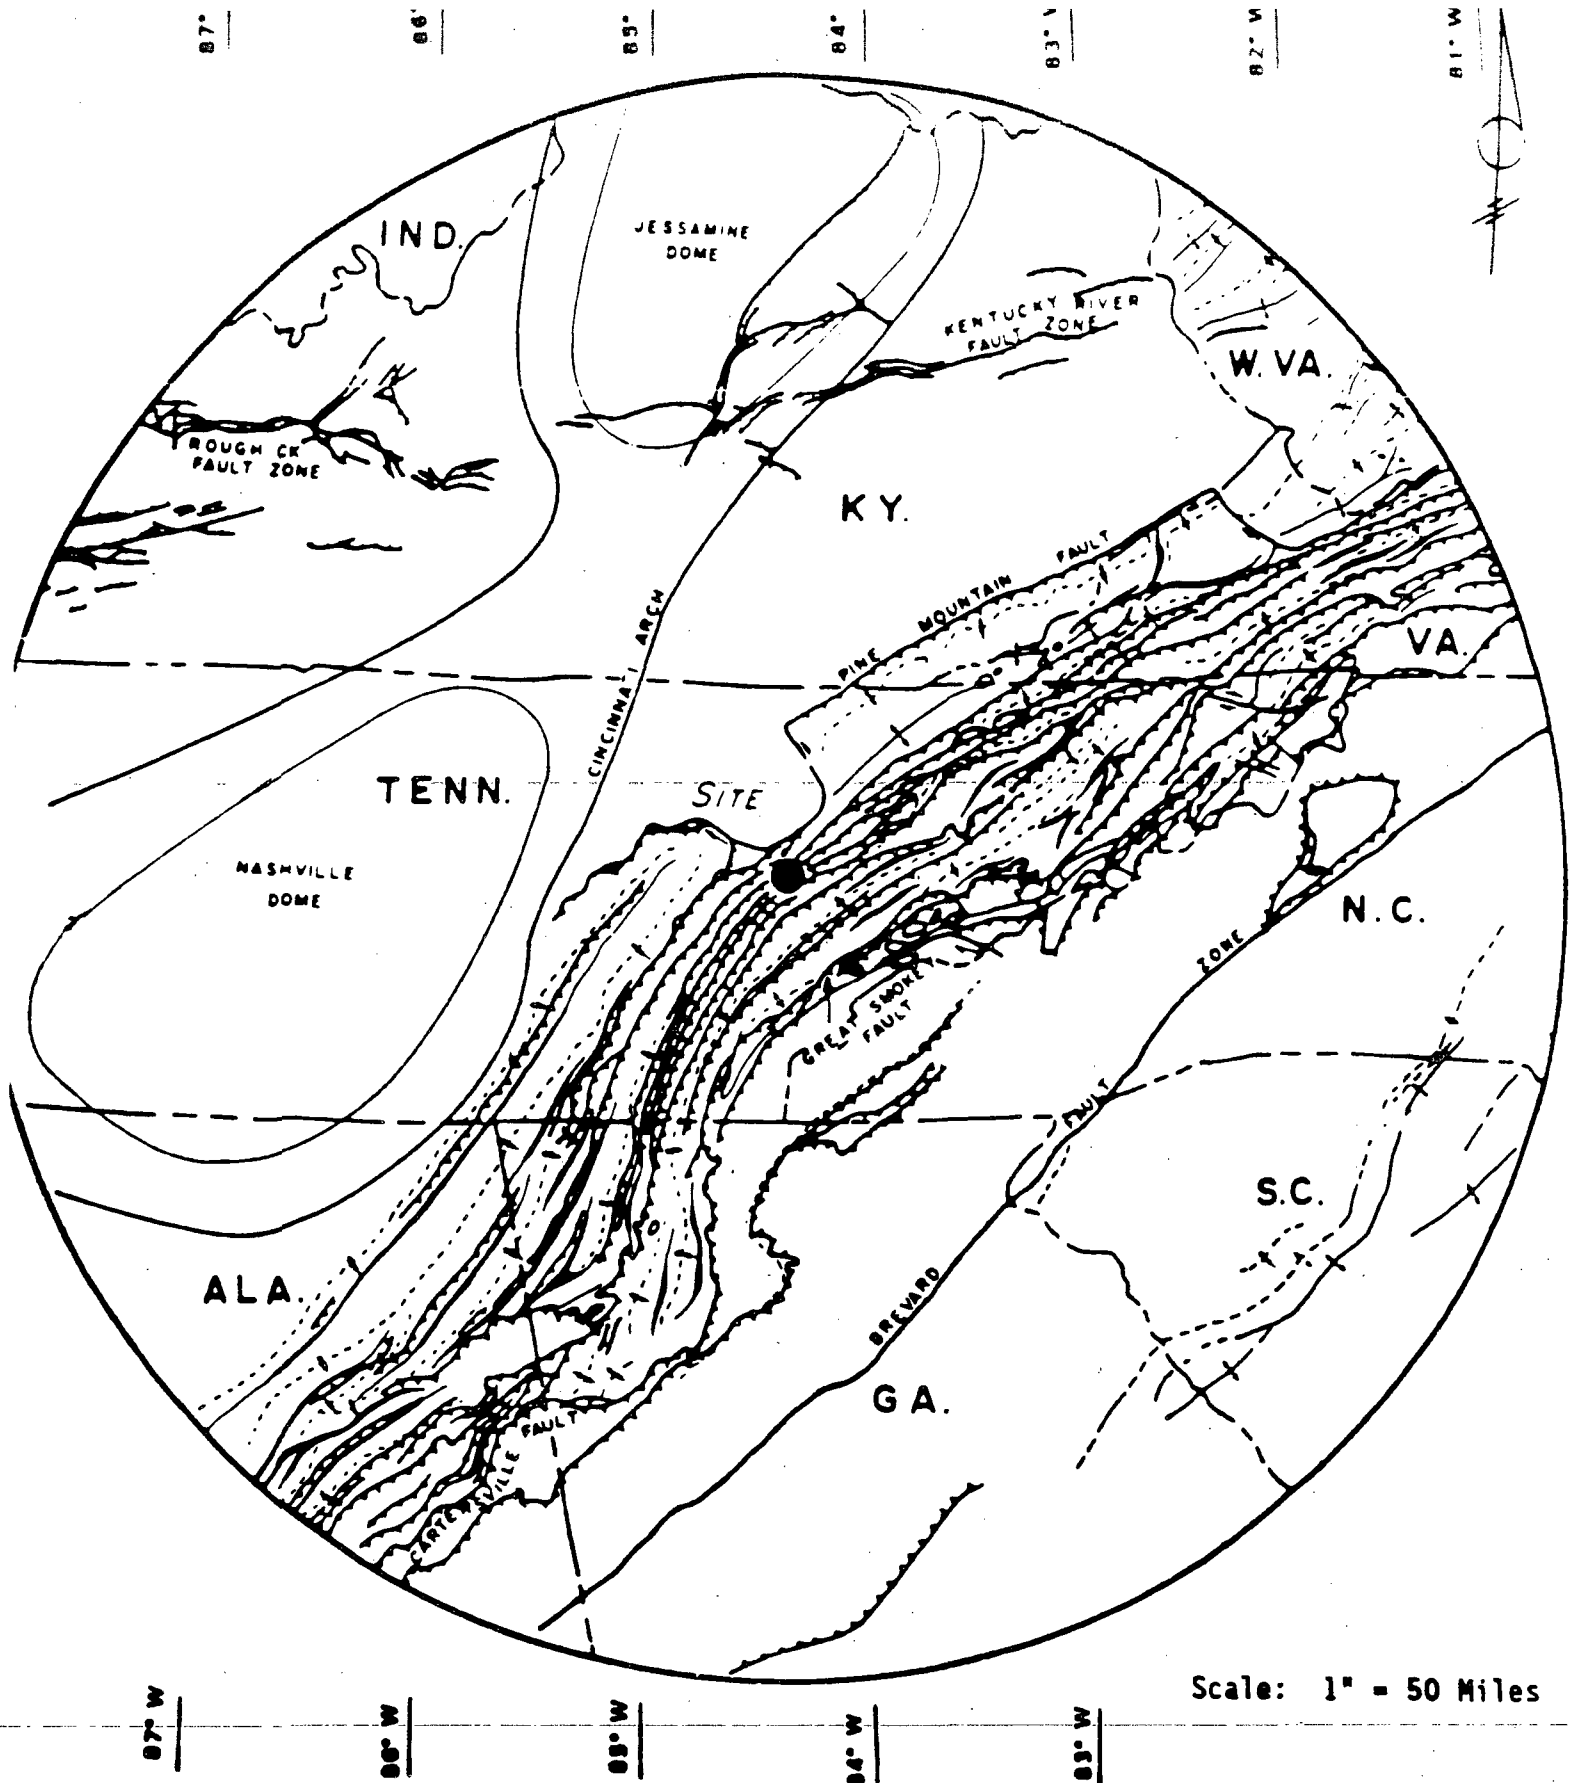 87°
86°
85°
84°
83° W
82° W
81° W
IND.
JESSAMINE
DOME
KENTUCKY RIVER
FAULT ZONE
W. VA.
ROUGH CK
FAULT ZONE
KY.
PINE MOUNTAIN FAULT
VA.
CINCINNATI ARCH
TENN.
SITE
NASHVILLE
DOME
N.C.
BREVARD FAULT ZONE
GREAT SMOKY
FAULT
S.C.
ALA.
GA.
CARTERSVILLE FAULT
Scale: 1" = 50 Miles
87° W
86° W
85° W
84° W
83° W